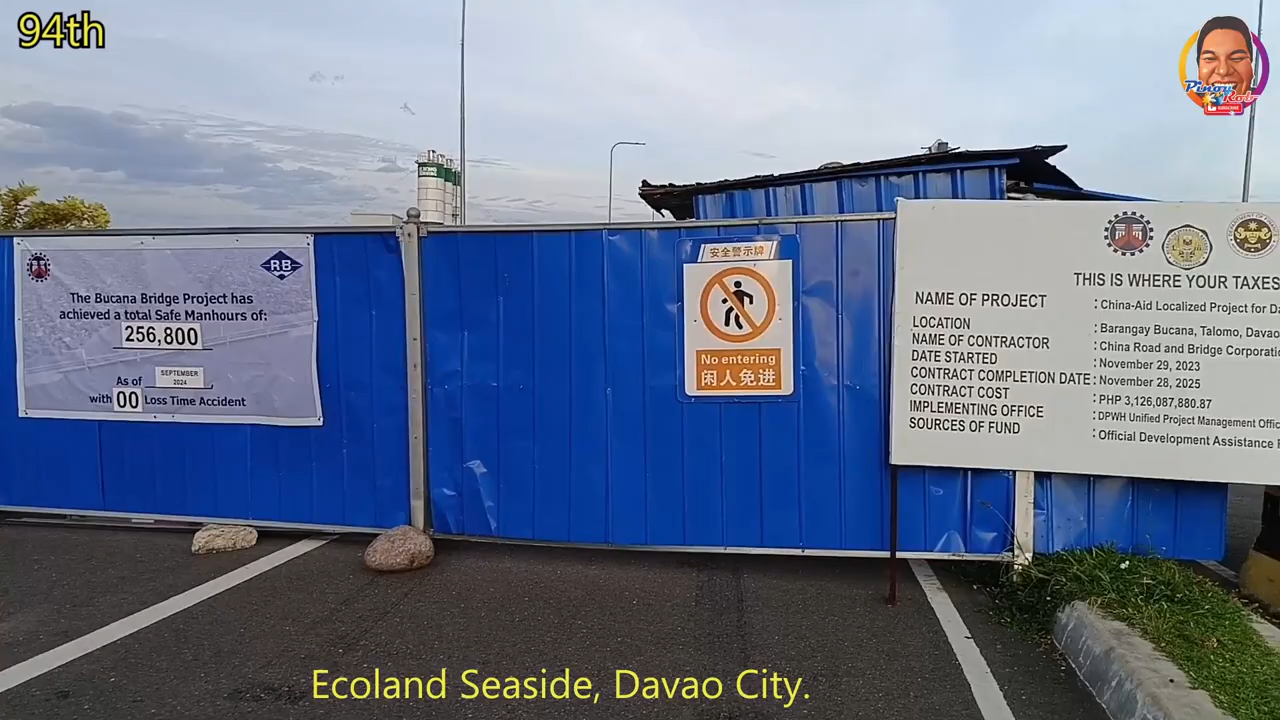 94th
Pinoy
Rob
SUBSCRIBE
RB
The Bucana Bridge Project has
achieved a total Safe Manhours of:
256,800
As of SEPTEMBER
2024
with 00 Loss Time Accident
安全警示牌
No entering
闲人免进
THIS IS WHERE YOUR TAXES
NAME OF PROJECT : China-Aid Localized Project for Da
LOCATION : Barangay Bucana, Talomo, Davao
NAME OF CONTRACTOR : China Road and Bridge Corporati
DATE STARTED : November 29, 2023
CONTRACT COMPLETION DATE : November 28, 2025
CONTRACT COST : PHP 3,126,087,880.87
IMPLEMENTING OFFICE : DPWH Unified Project Management Offic
SOURCES OF FUND : Official Development Assistance
Ecoland Seaside, Davao City.